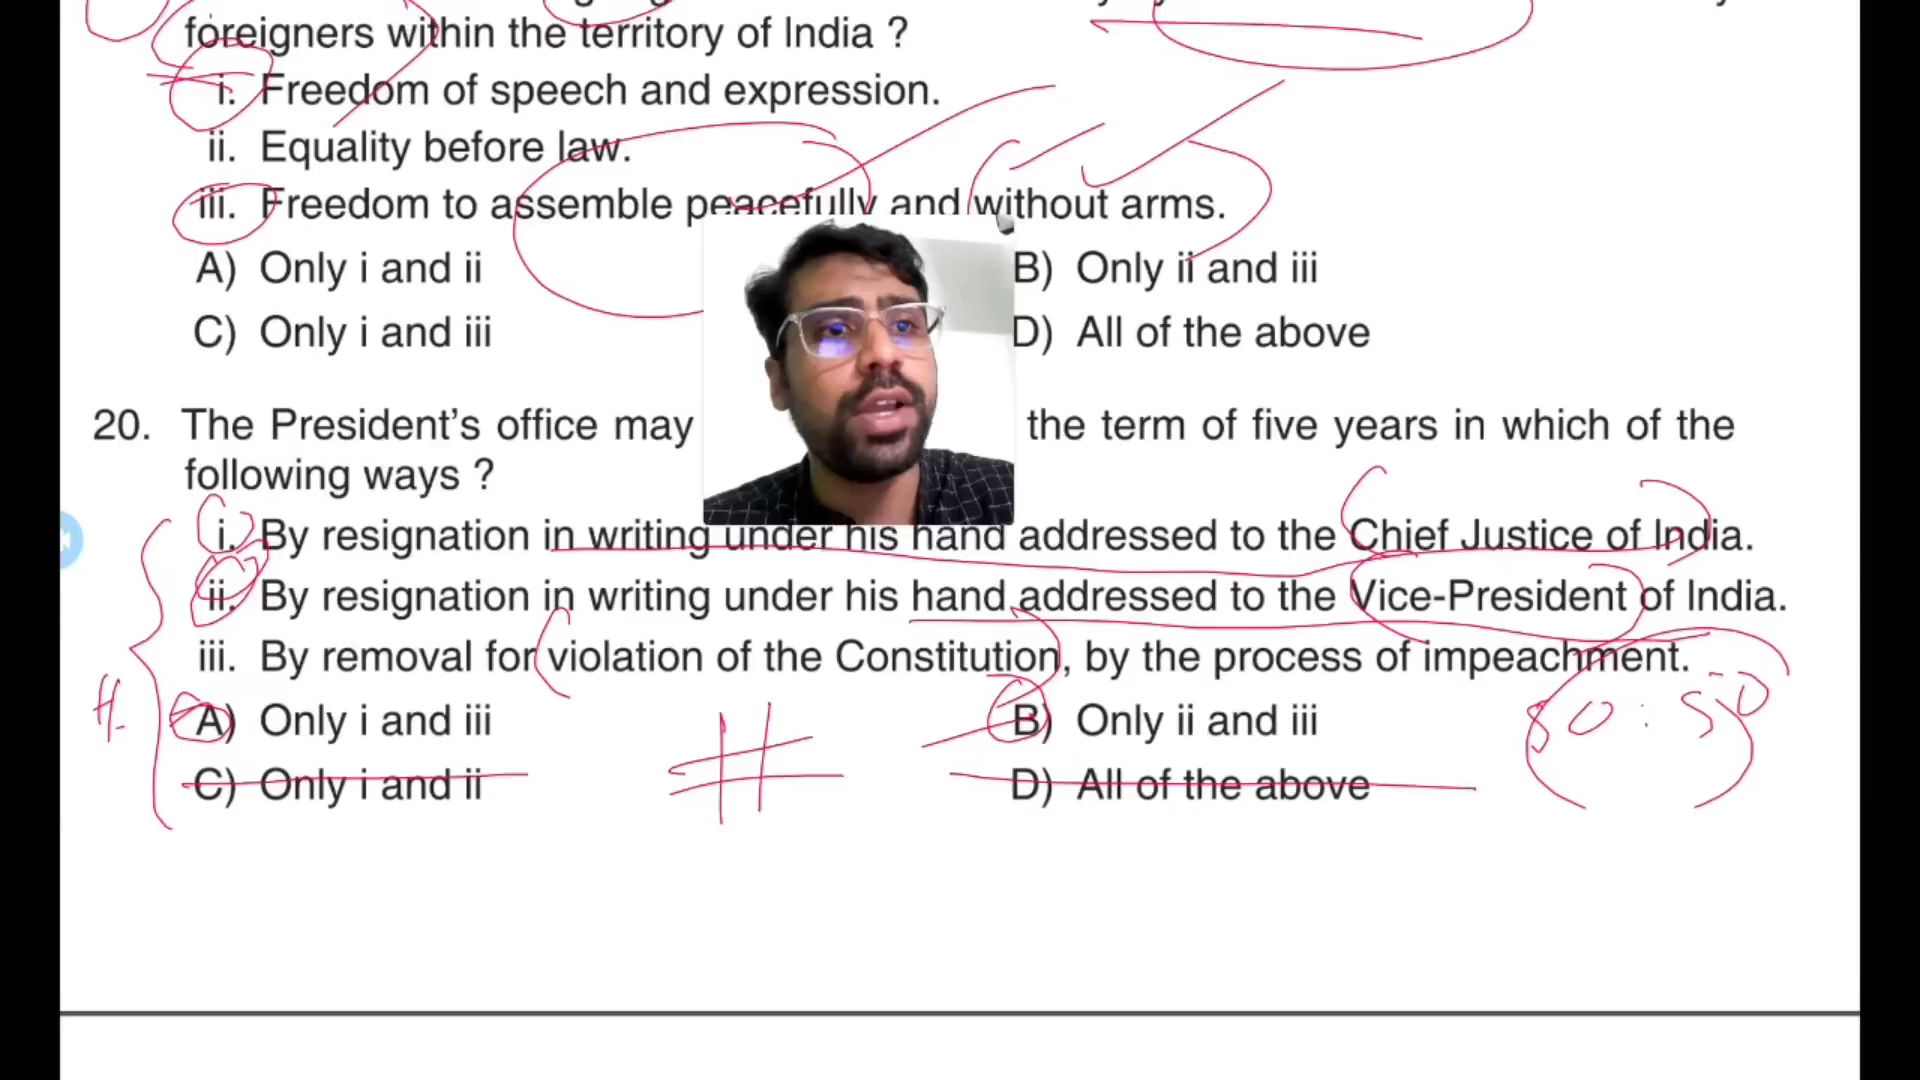 foreigners within the territory of India ?
i. Freedom of speech and expression.
ii. Equality before law.
iii. Freedom to assemble peacefully and without arms.
A) Only i and ii
B) Only ii and iii
C) Only i and iii
D) All of the above
20. The President's office may the term of five years in which of the
following ways ?
i. By resignation in writing under his hand addressed to the Chief Justice of India.
ii. By resignation in writing under his hand addressed to the Vice-President of India.
iii. By removal for violation of the Constitution, by the process of impeachment.
A) Only i and iii
B) Only ii and iii
50 : 50
H.
C) Only i and ii
D) All of the above